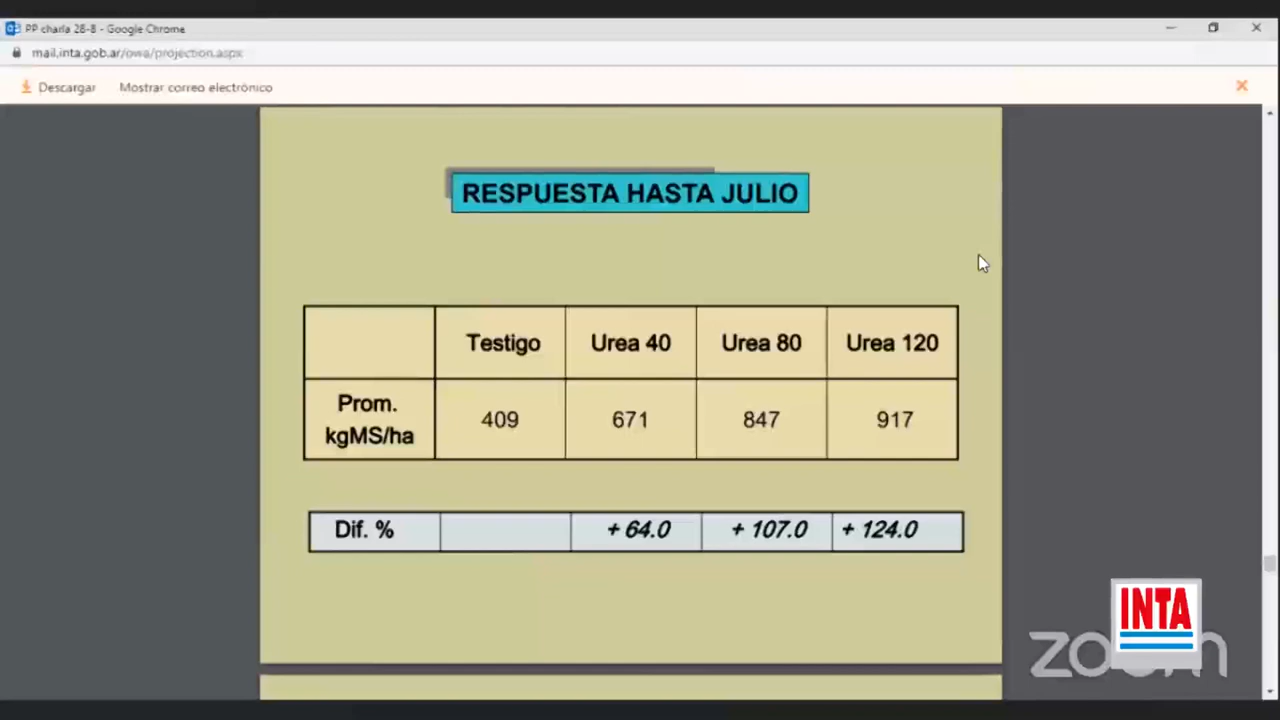 PP charla 28-8 - Google Chrome
mail.inta.gob.ar/owa/projection.aspx
Descargar Mostrar correo electrónico
RESPUESTA HASTA JULIO
Testigo Urea 40 Urea 80 Urea 120
Prom.
kgMS/ha 409 671 847 917
Dif. % + 64.0 + 107.0 + 124.0
INTA
zoom